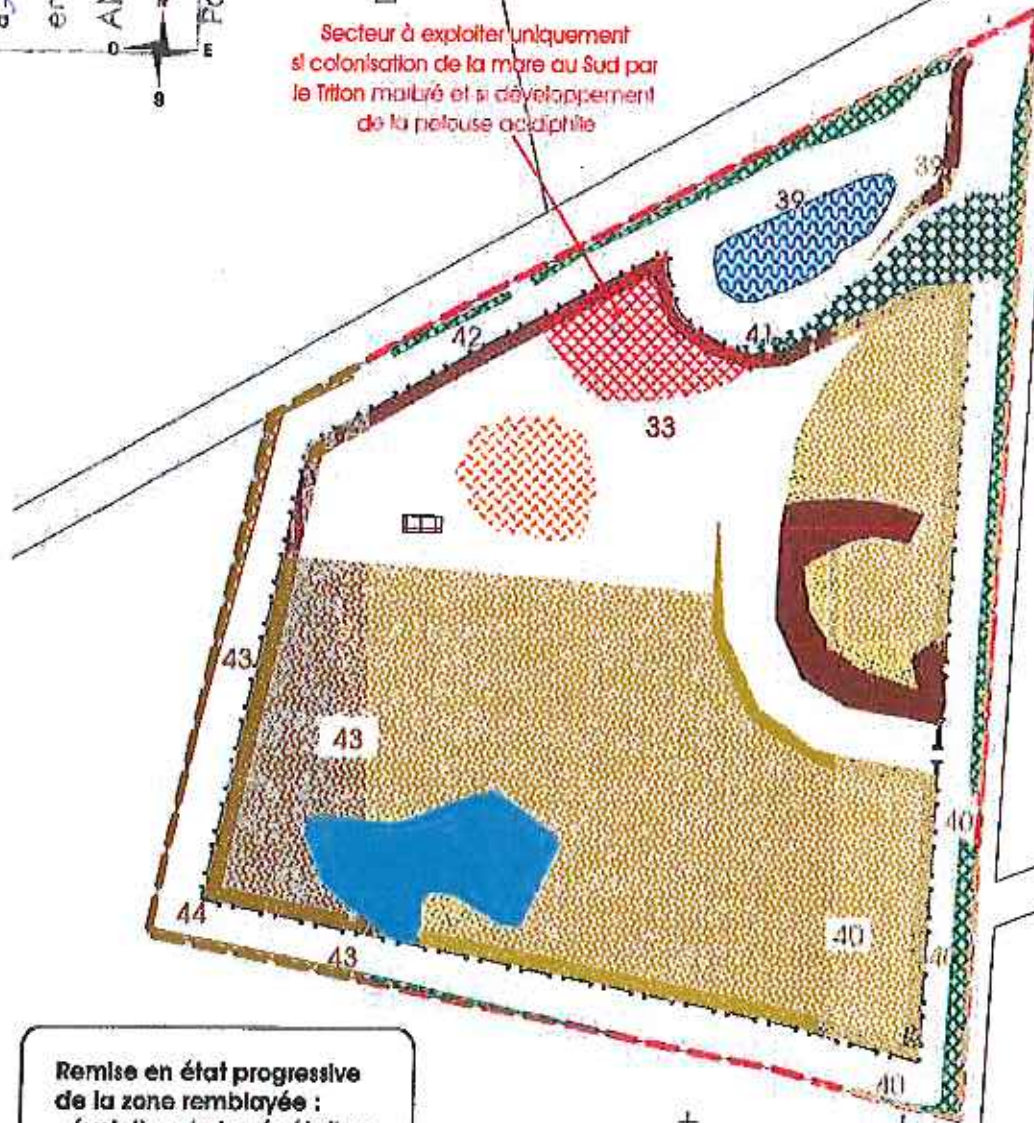 en
O E
Secteur à exploiter uniquement
si colonisation de la mare au Sud par
le Triton marbré et si développement
de la pelouse acidiphile
39
39
41
42
33
43
43
40
44
40
40
43
40
Remise en état progressive
de la zone remblayée :